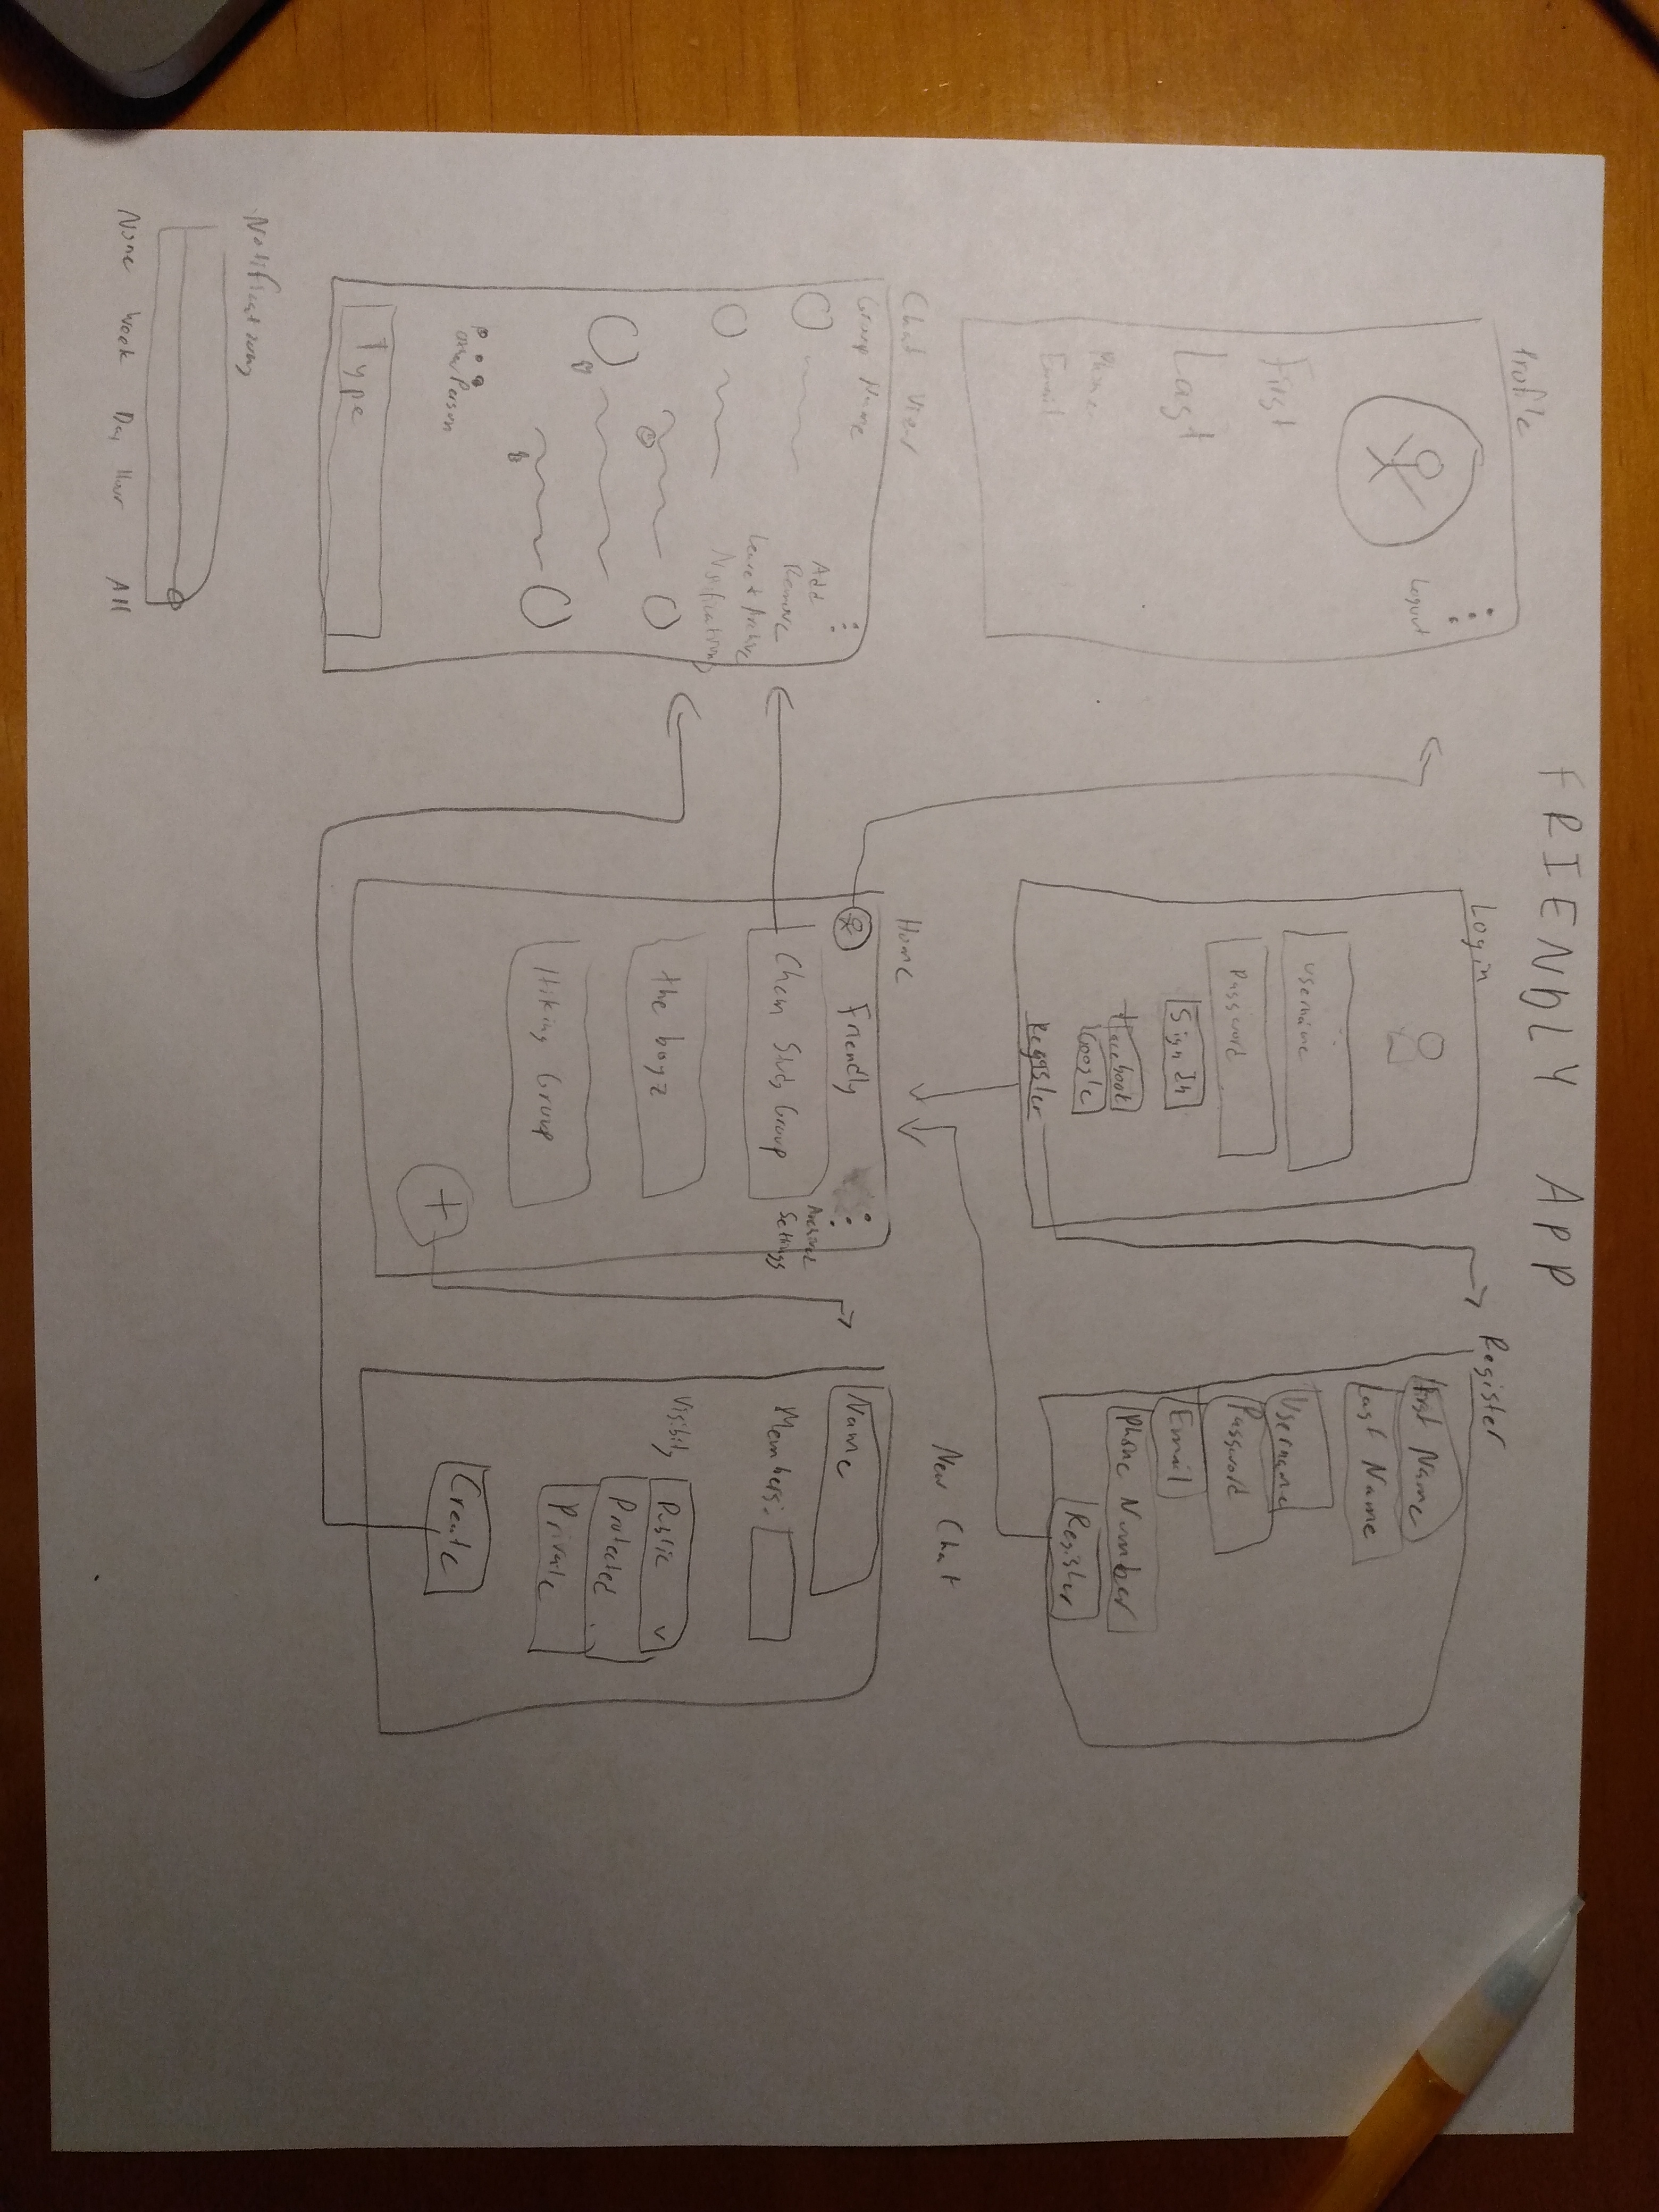 FRIENDLY APP
Profile
Logout
First
Last
Phone
Email
Login
Username
Password
Sign In
Facebook
Google
Register
Register
First Name
Last Name
Username
Password
Email
Phone Number
Register
Chat View
Group Name
Add
Remove
Leave + Archive
Notifications
Other Person
Type
Home
Friendly
Archive
Settings
Chem Study Group
the boyz
Hiking Group
+
New Chat
Name
Members:
Visibility
Public v
Protected
Private
Create
Notifications
None Week Day Hour All